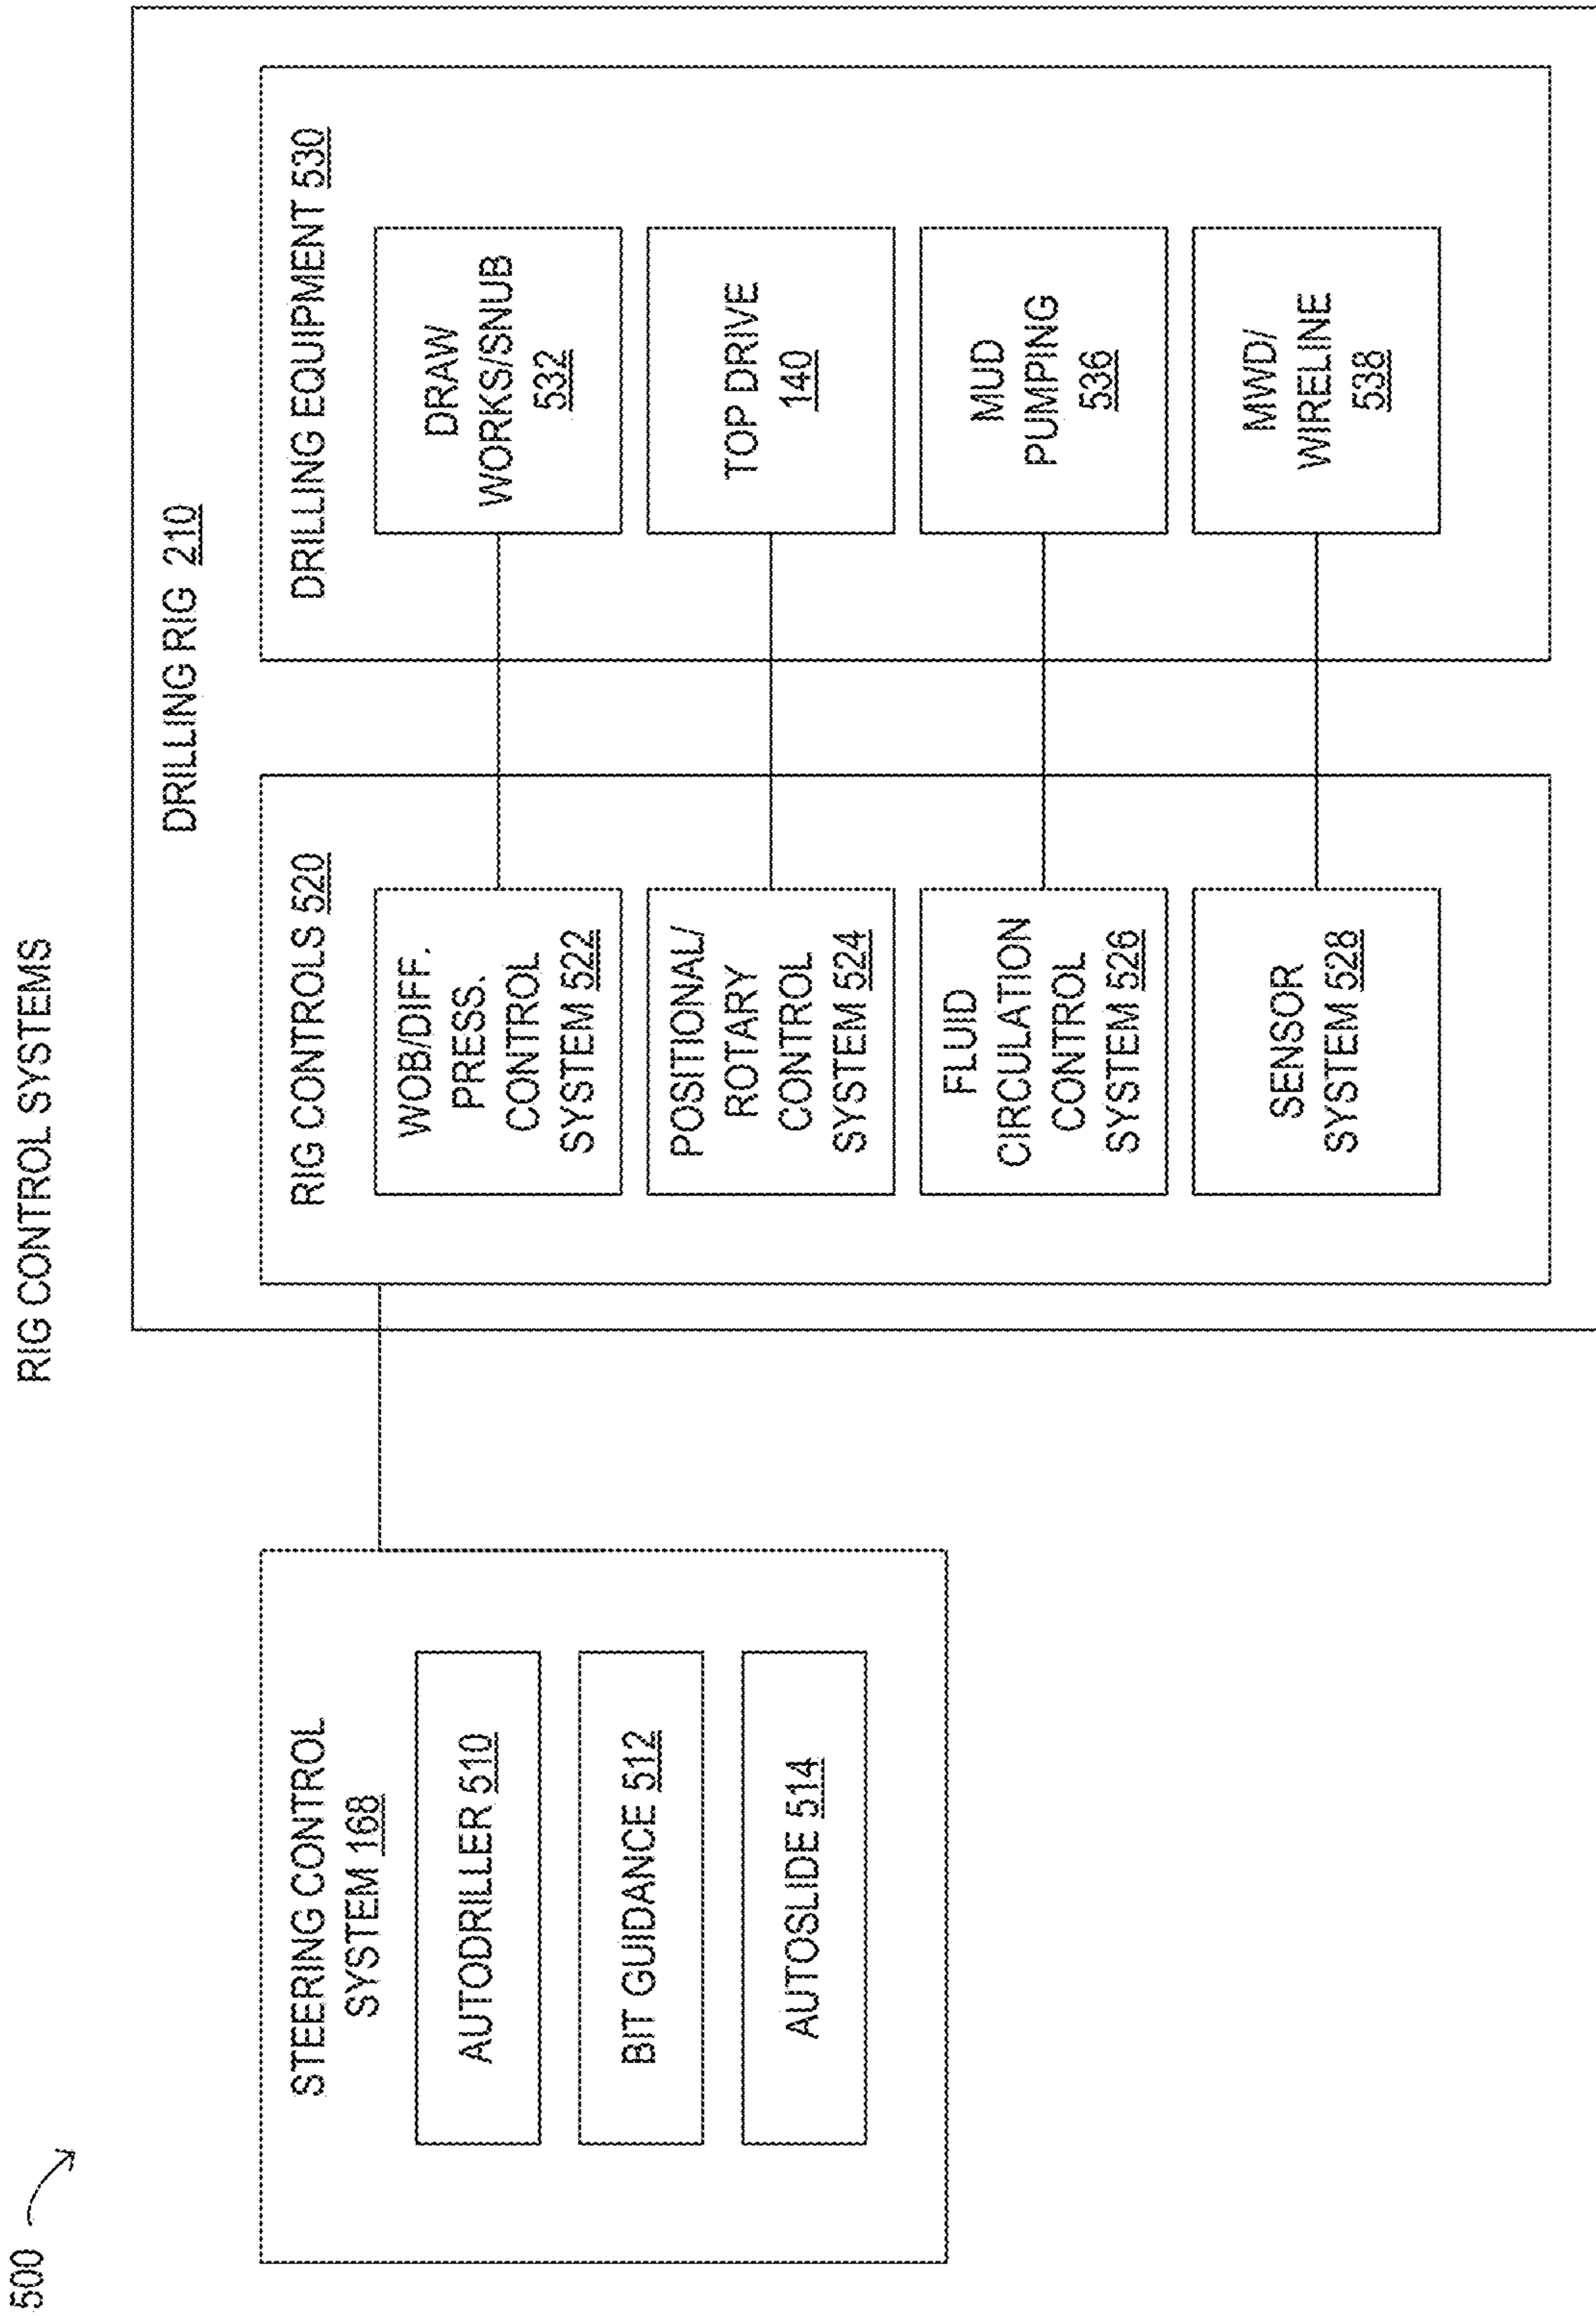 500
RIG CONTROL SYSTEMS
STEERING CONTROL
SYSTEM 168
AUTODRILLER 510
BIT GUIDANCE 512
AUTOSLIDE 514
DRILLING RIG 210
RIG CONTROLS 520
WOB/DIFF.
PRESS.
CONTROL
SYSTEM 522
POSITIONAL/
ROTARY
CONTROL
SYSTEM 524
FLUID
CIRCULATION
CONTROL
SYSTEM 526
SENSOR
SYSTEM 528
DRILLING EQUIPMENT 530
DRAW
WORKS/SNUB
532
TOP DRIVE
140
MUD
PUMPING
536
MWD/
WIRELINE
538